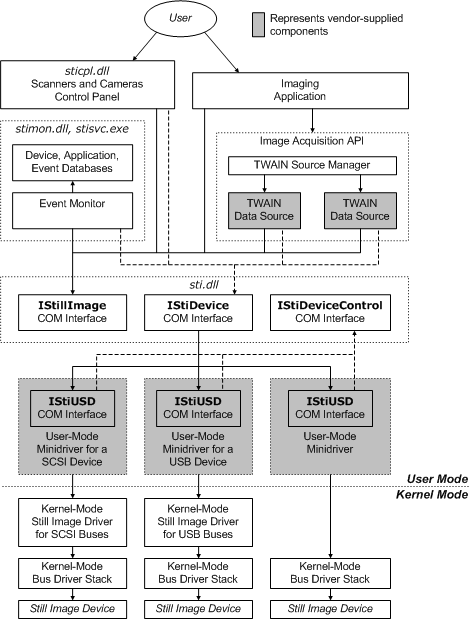 User
Represents vendor-supplied
components
sticpl.dll
Scanners and Cameras
Control Panel
Imaging
Application
stimon.dll, stisvc.exe
Device, Application,
Event Databases
Event Monitor
Image Acquisition API
TWAIN Source Manager
TWAIN
Data Source
TWAIN
Data Source
sti.dll
IStillImage
COM Interface
IStiDevice
COM Interface
IStiDeviceControl
COM Interface
IStiUSD
COM Interface
User-Mode
Minidriver for a
SCSI Device
IStiUSD
COM Interface
User-Mode
Minidriver for a
USB Device
IStiUSD
COM Interface
User-Mode
Minidriver
User Mode
Kernel Mode
Kernel-Mode
Still Image Driver
for SCSI Buses
Kernel-Mode
Still Image Driver
for USB Buses
Kernel-Mode
Bus Driver Stack
Kernel-Mode
Bus Driver Stack
Kernel-Mode
Bus Driver Stack
Still Image Device
Still Image Device
Still Image Device